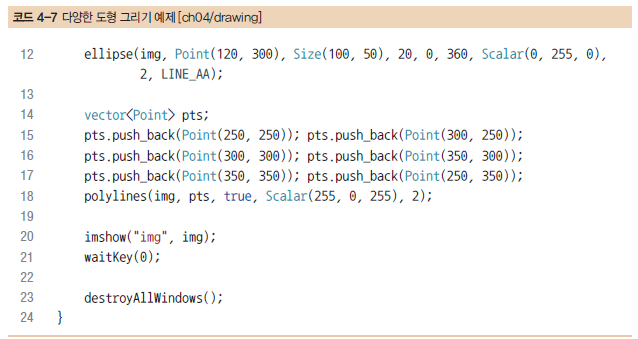 코드 4-7 다양한 도형 그리기 예제 [ch04/drawing]
12 ellipse(img, Point(120, 300), Size(100, 50), 20, 0, 360, Scalar(0, 255, 0),
2, LINE_AA);
13
14 vector<Point> pts;
15 pts.push_back(Point(250, 250)); pts.push_back(Point(300, 250));
16 pts.push_back(Point(300, 300)); pts.push_back(Point(350, 300));
17 pts.push_back(Point(350, 350)); pts.push_back(Point(250, 350));
18 polylines(img, pts, true, Scalar(255, 0, 255), 2);
19
20 imshow("img", img);
21 waitKey(0);
22
23 destroyAllWindows();
24 }